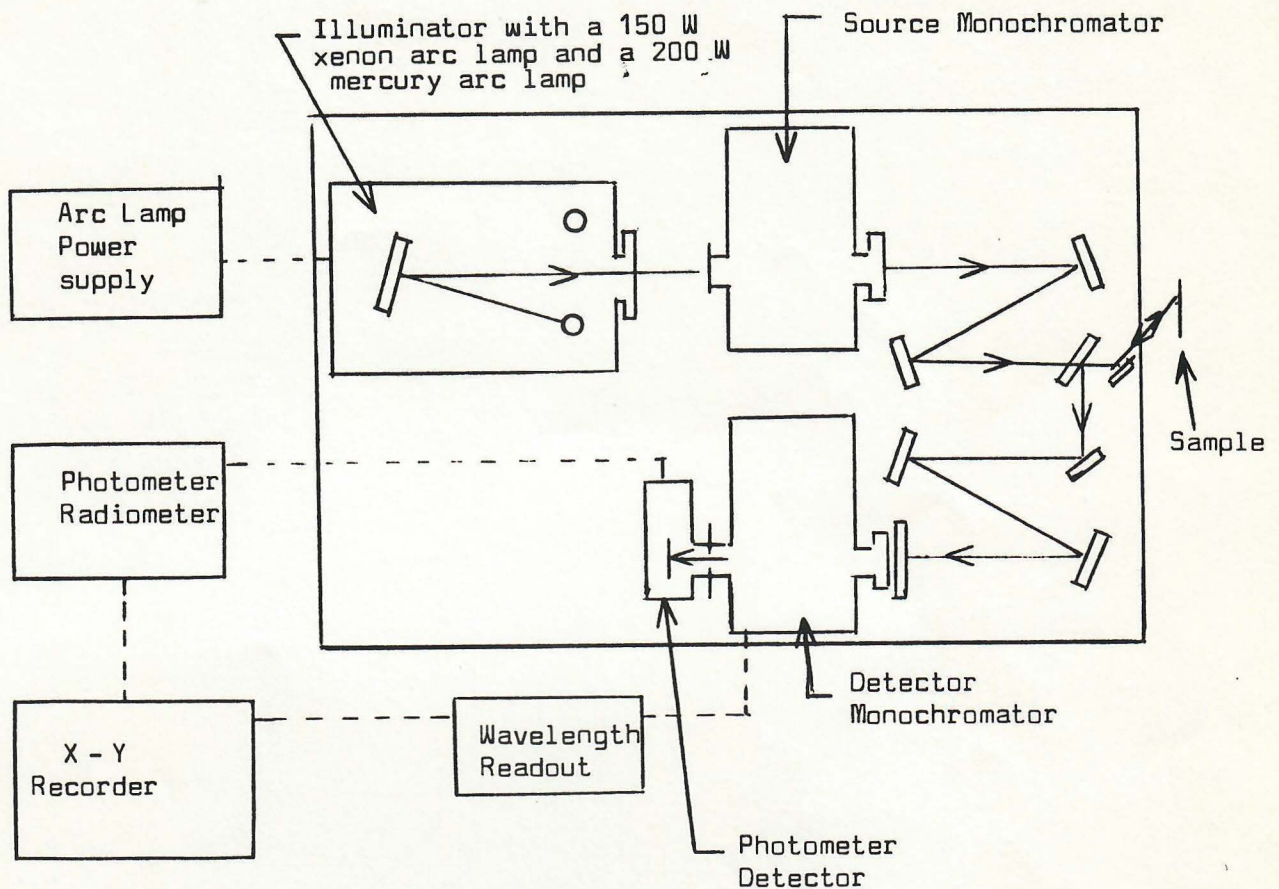 Illuminator with a 150 W
xenon arc lamp and a 200 W
mercury arc lamp
Source Monochromator
Arc Lamp
Power
supply
Sample
Photometer
Radiometer
Detector
Monochromator
X - Y
Recorder
Wavelength
Readout
Photometer
Detector